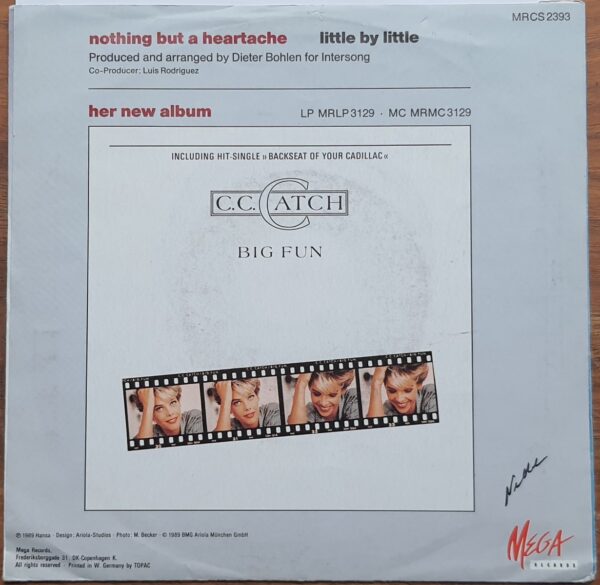 MRCS 2393
nothing but a heartache little by little
Produced and arranged by Dieter Bohlen for Intersong
Co-Producer: Luis Rodriguez
her new album LP MRLP 3129 · MC MRMC 3129
INCLUDING HIT-SINGLE »BACKSEAT OF YOUR CADILLAC«
C.C. CATCH
BIG FUN
℗ 1989 Hansa · Design: Ariola-Studios · Photo: M. Becker · © 1989 BMG Ariola München GmbH
Mega Records.
Frederiksborggade 31. DK-Copenhagen K.
All rights reserved · Printed in W. Germany by TOPAC
MEGA
RECORDS